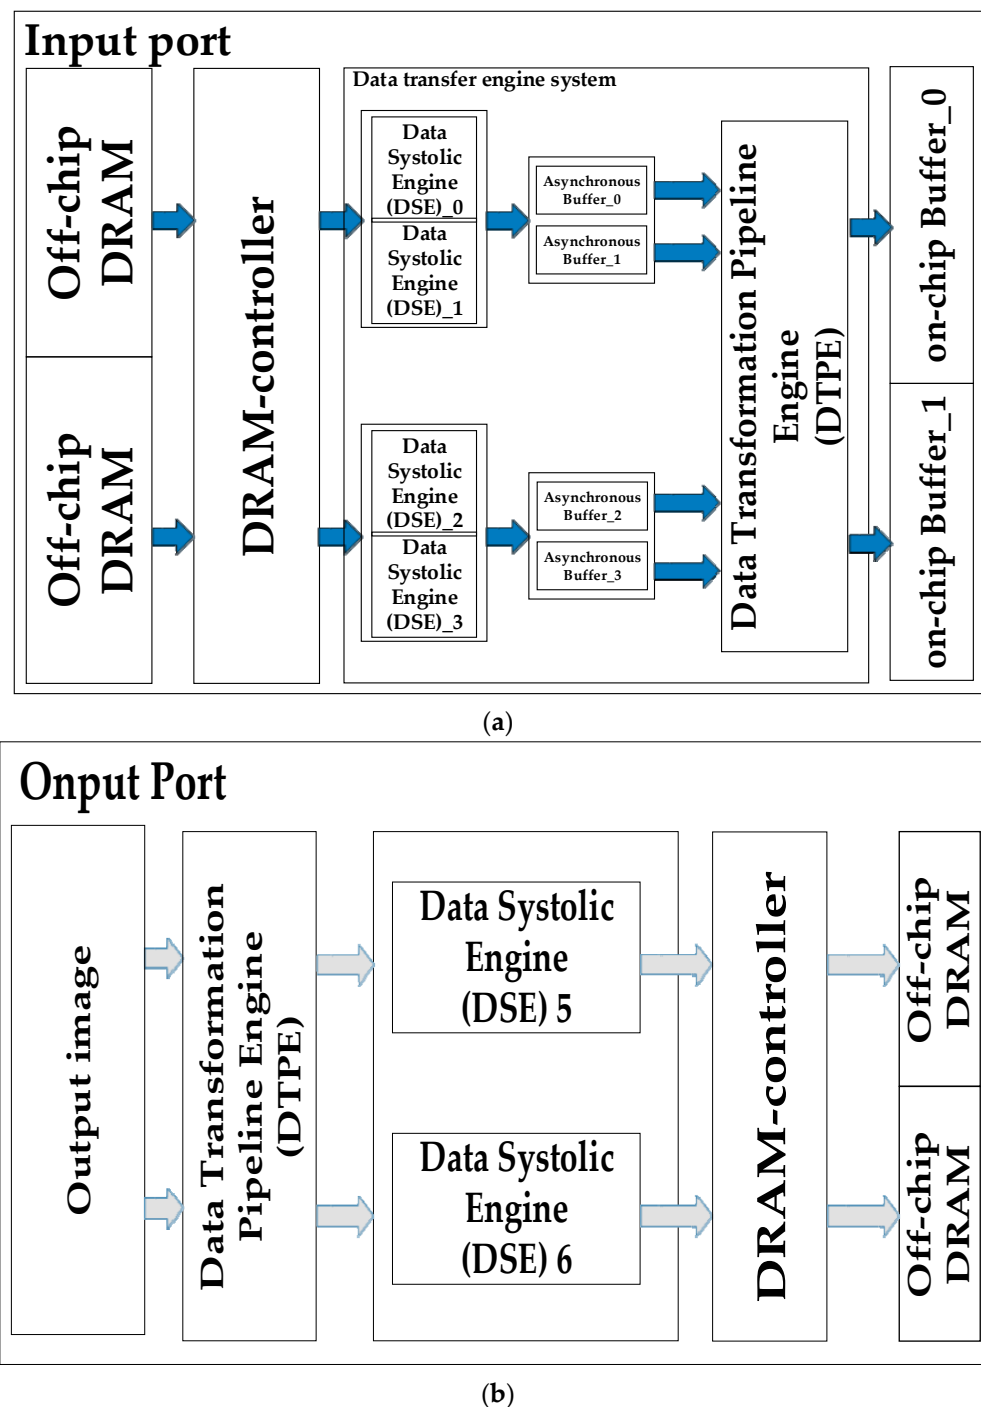 Input port
Off-chip
DRAM
Off-chip
DRAM
DRAM-controller
Data transfer engine system
Data
Systolic
Engine
(DSE)_0
Data
Systolic
Engine
(DSE)_1
Data
Systolic
Engine
(DSE)_2
Data
Systolic
Engine
(DSE)_3
Asynchronous
Buffer_0
Asynchronous
Buffer_1
Asynchronous
Buffer_2
Asynchronous
Buffer_3
Data Transformation Pipeline
Engine
(DTPE)
on-chip Buffer_0
on-chip Buffer_1
(a)
Onput Port
Output image
Data Transformation
Pipeline Engine
(DTPE)
Data Systolic
Engine
(DSE) 5
Data Systolic
Engine
(DSE) 6
DRAM-controller
Off-chip
DRAM
Off-chip
DRAM
(b)